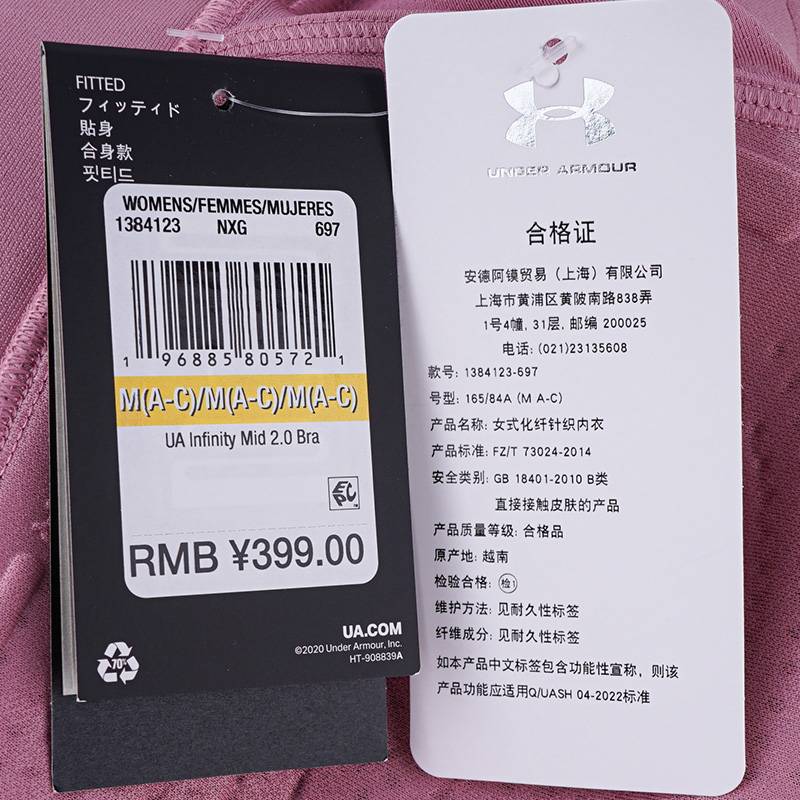 FITTED
フィッティド
貼身
合身款
핏티드
WOMENS/FEMMES/MUJERES
1384123 NXG 697
1 96885 80572 1
M(A-C)/M(A-C)/M(A-C)
UA Infinity Mid 2.0 Bra
EPC
RMB ¥399.00
70%
UA.COM
©2020 Under Armour, Inc.
HT-908839A
UNDER ARMOUR
合格证
安德阿镆贸易（上海）有限公司
上海市黄浦区黄陂南路838弄
1号4幢, 31层, 邮编 200025
电话: (021)23135608
款号: 1384123-697
号型: 165/84A (M A-C)
产品名称: 女式化纤针织内衣
产品标准: FZ/T 73024-2014
安全类别: GB 18401-2010 B类
直接接触皮肤的产品
产品质量等级: 合格品
原产地: 越南
检验合格: 检1
维护方法: 见耐久性标签
纤维成分: 见耐久性标签
如本产品中文标签包含功能性宣称，则该
产品功能应适用Q/UASH 04-2022标准